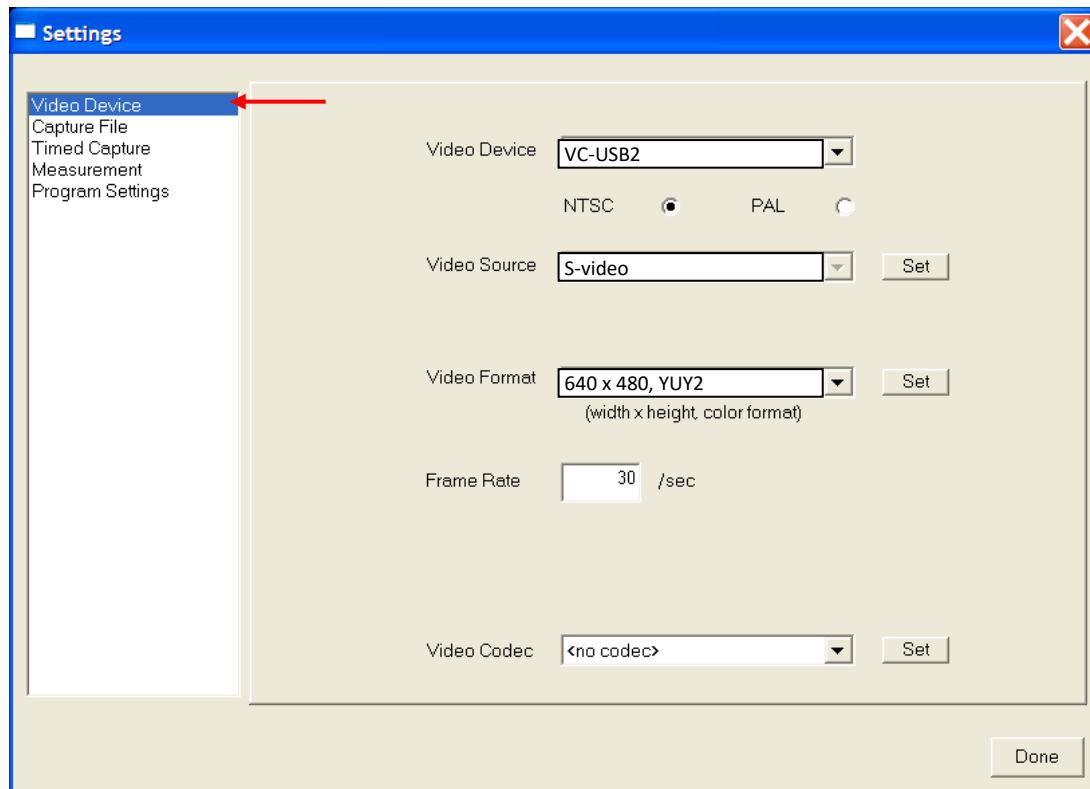 Settings
Video Device
Capture File
Timed Capture
Measurement
Program Settings
Video Device VC-USB2
NTSC PAL
Video Source S-video Set
Video Format 640 x 480, YUY2 Set
(width x height, color format)
Frame Rate 30 /sec
Video Codec <no codec> Set
Done